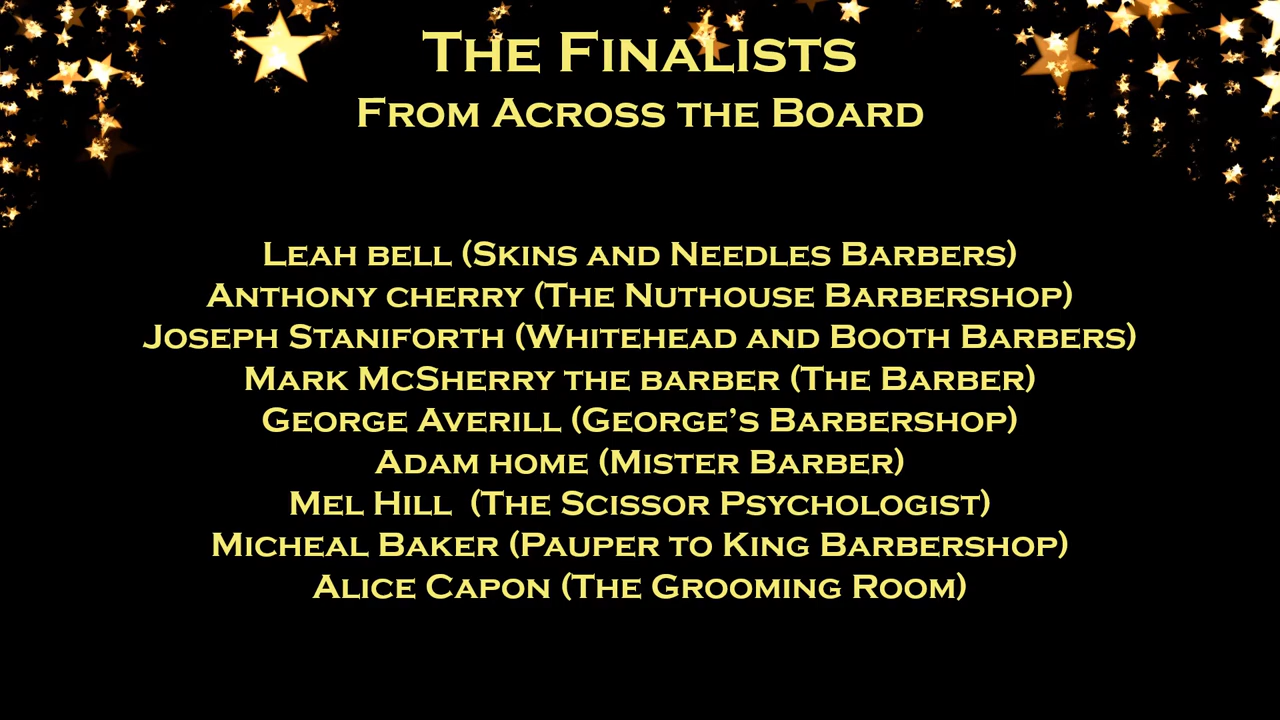 The Finalists
From Across the Board
Leah bell (Skins and Needles Barbers)
Anthony cherry (The Nuthouse Barbershop)
Joseph Staniforth (Whitehead and Booth Barbers)
Mark McSherry the barber (The Barber)
George Averill (George’s Barbershop)
Adam home (Mister Barber)
Mel Hill  (The Scissor Psychologist)
Micheal Baker (Pauper to King Barbershop)
Alice Capon (The Grooming Room)